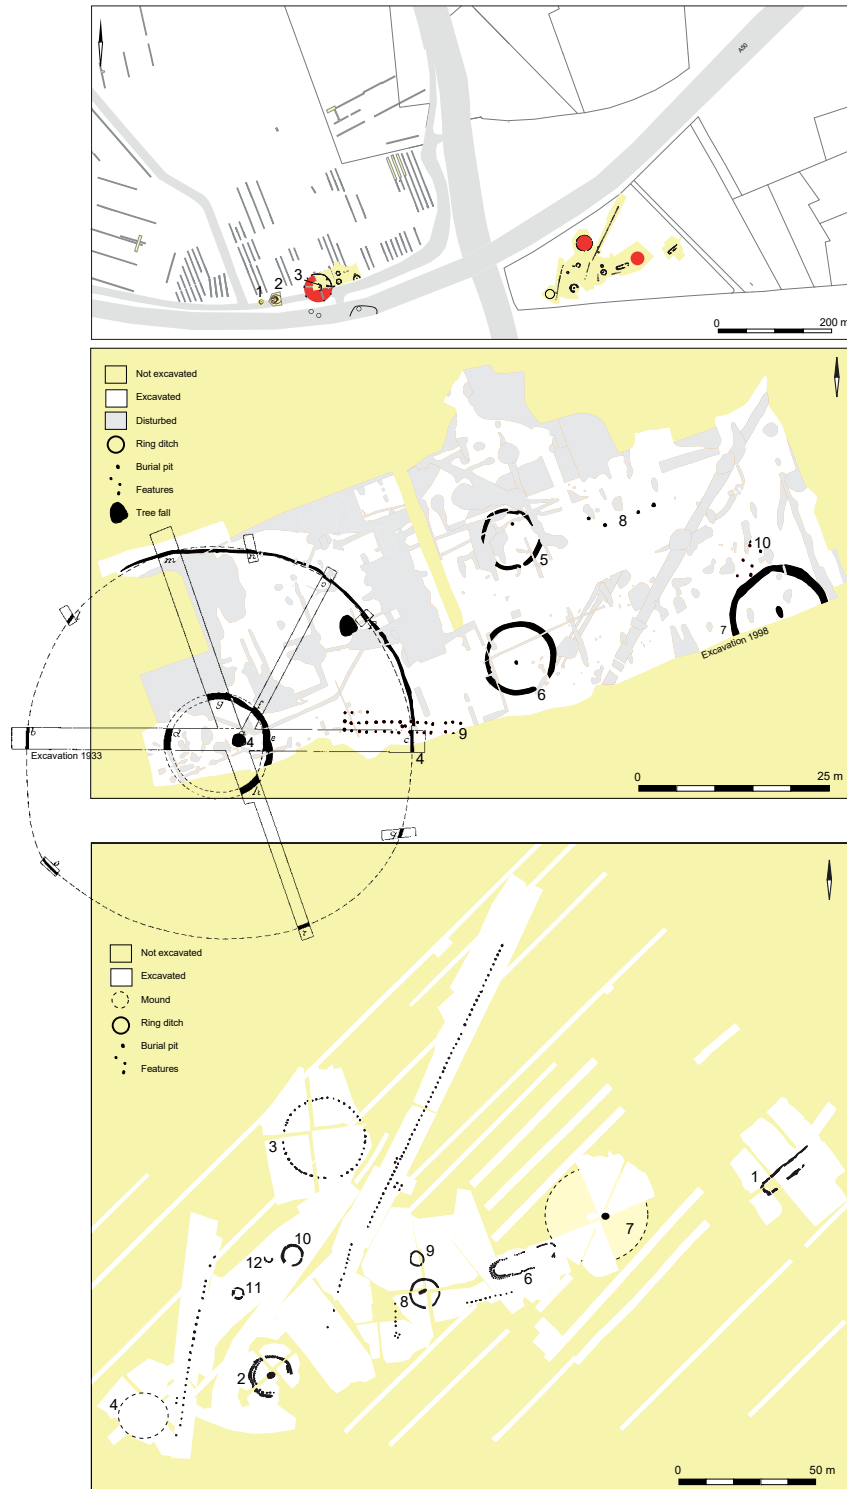 A50
3
2
1
0 200 m
Not excavated
Excavated
Disturbed
Ring ditch
Burial pit
Features
Tree fall
8
5
10
m
n
o
p
7
Excavation 1998
6
g
f
d
e
4
9
b
c
4
Excavation 1933
h
0 25 m
Not excavated
Excavated
Mound
Ring ditch
Burial pit
Features
3
1
7
10
12
9
6
11
8
2
4
0 50 m